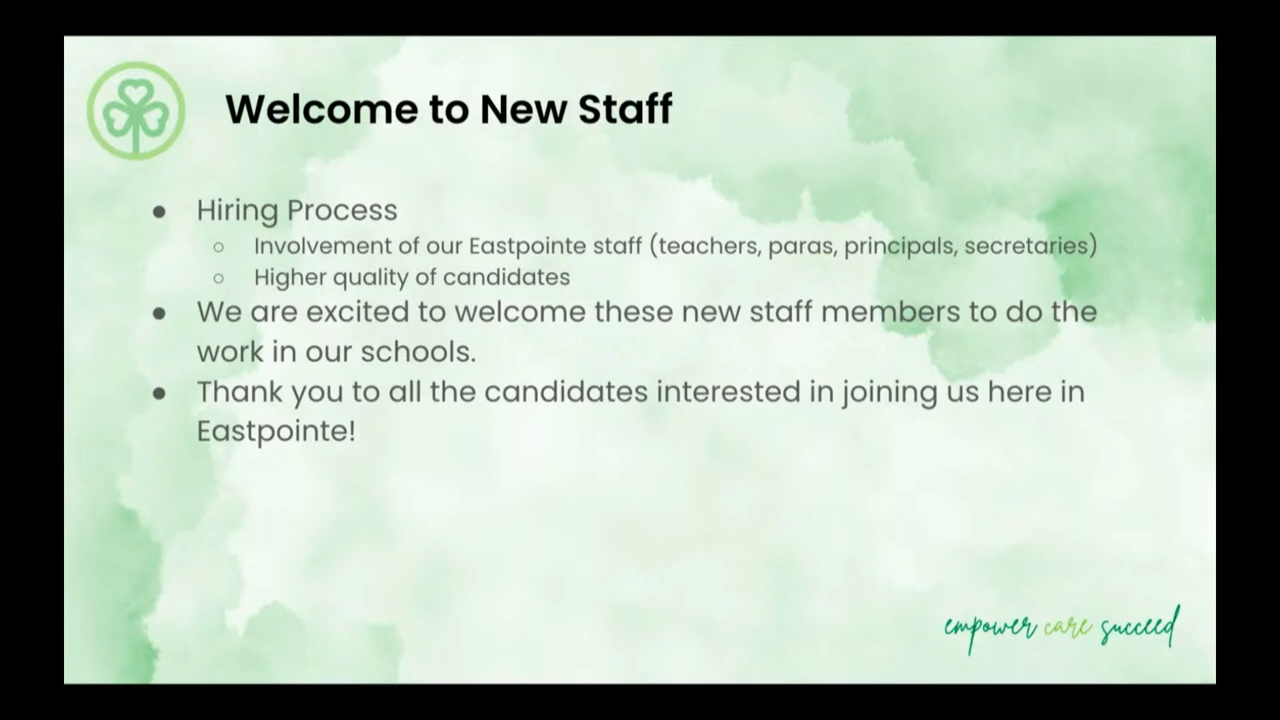 Welcome to New Staff
● Hiring Process
○ Involvement of our Eastpointe staff (teachers, paras, principals, secretaries)
○ Higher quality of candidates
● We are excited to welcome these new staff members to do the
work in our schools.
● Thank you to all the candidates interested in joining us here in
Eastpointe!
empower care succeed